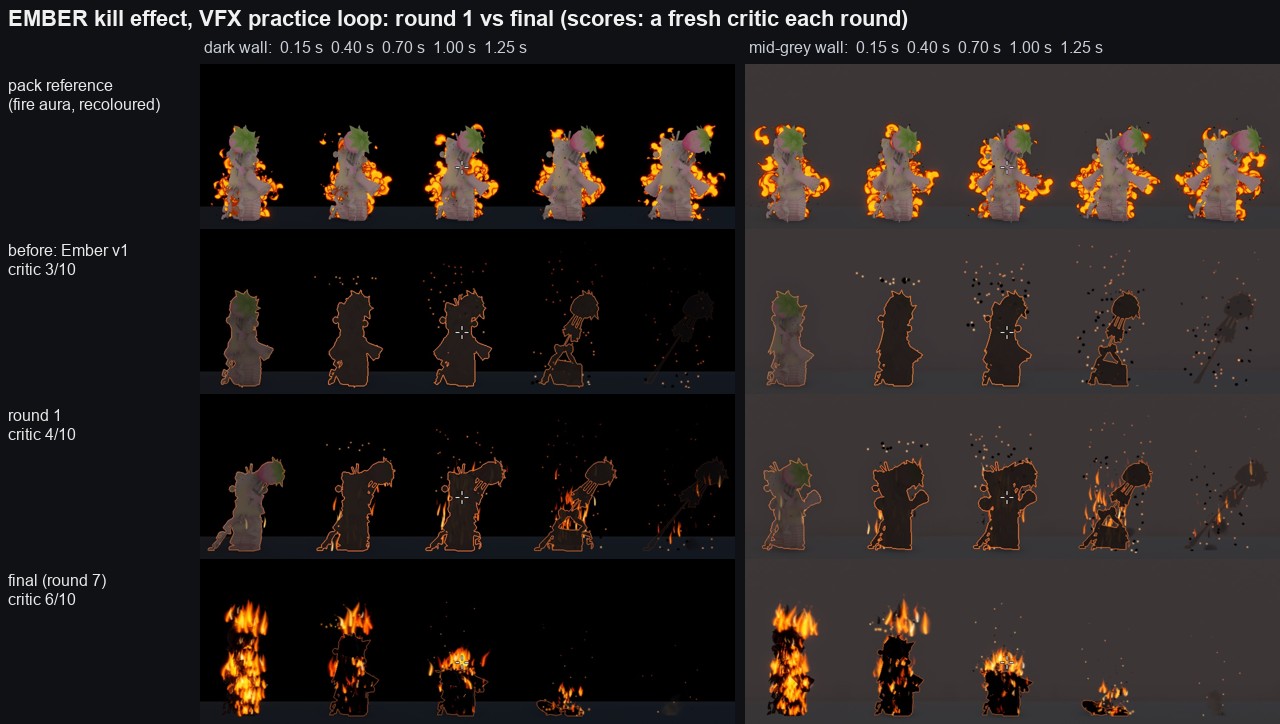 EMBER kill effect, VFX practice loop: round 1 vs final (scores: a fresh critic each round)
dark wall: 0.15 s 0.40 s 0.70 s 1.00 s 1.25 s
mid-grey wall: 0.15 s 0.40 s 0.70 s 1.00 s 1.25 s
pack reference
(fire aura, recoloured)
before: Ember v1
critic 3/10
round 1
critic 4/10
final (round 7)
critic 6/10